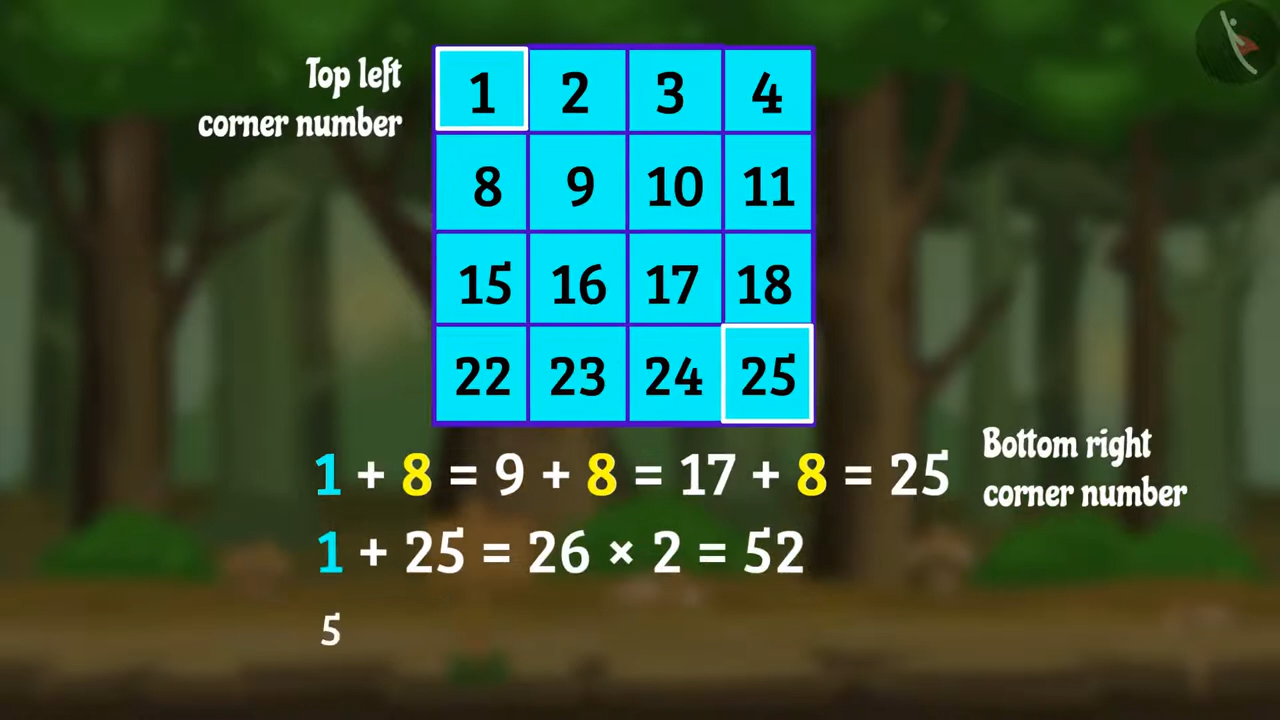 Top left
corner number
1 2 3 4
8 9 10 11
15 16 17 18
22 23 24 25
Bottom right
corner number
1 + 8 = 9 + 8 = 17 + 8 = 25
1 + 25 = 26 × 2 = 52
5